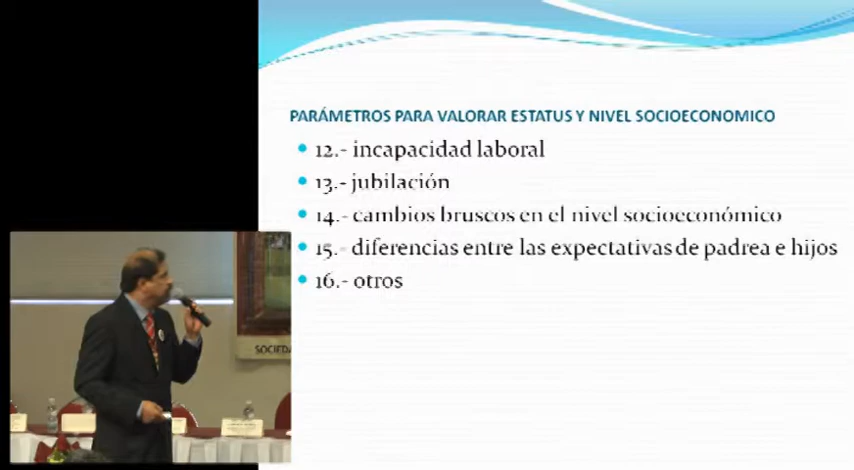 PARÁMETROS PARA VALORAR ESTATUS Y NIVEL SOCIOECONOMICO
12.- incapacidad laboral
13.- jubilación
14.- cambios bruscos en el nivel socioeconómico
15.- diferencias entre las expectativas de padrea e hijos
16.- otros
SOCIEDA